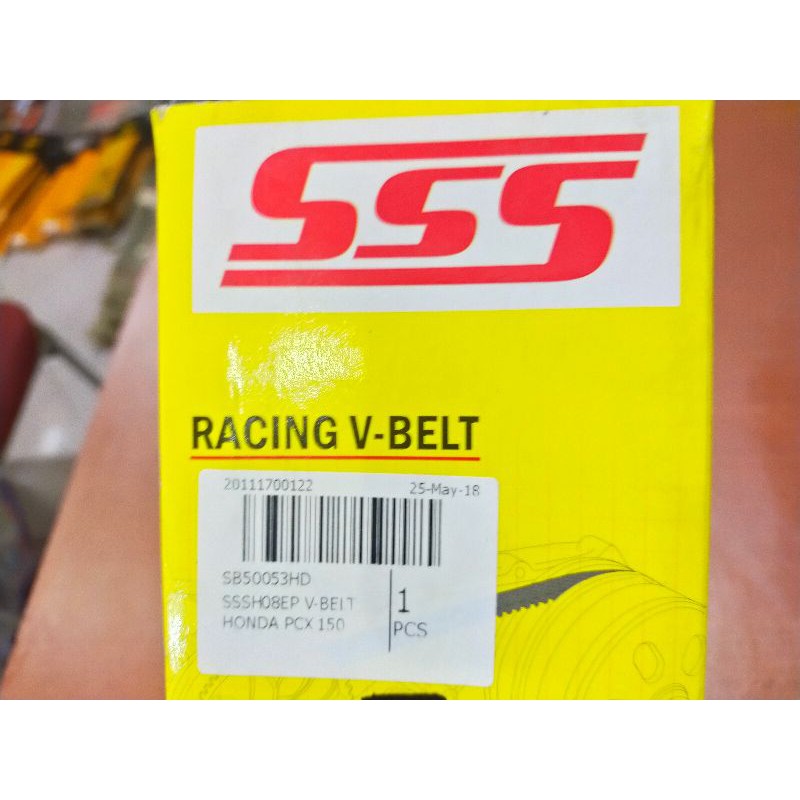 SSS
RACING V-BELT
20111700122 25-May-18
SB50053HD
SSSH08EP V-BELT
HONDA PCX 150
1
PCS